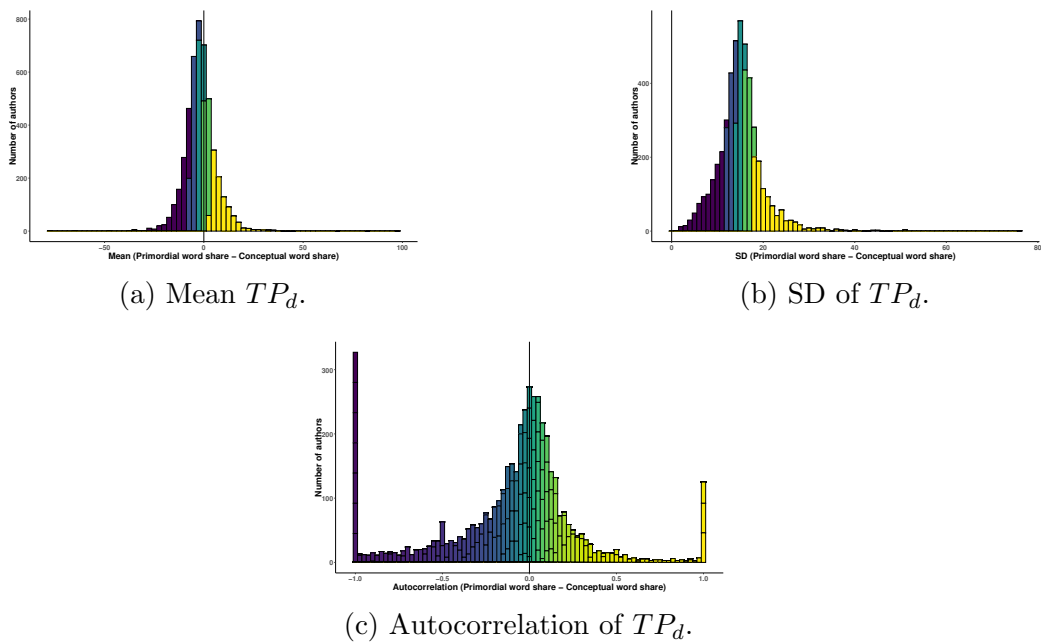 800
600
400
200
0
Number of authors
−50
0
50
100
Mean (Primordial word share − Conceptual word share)
(a) Mean $TP_d$.
400
200
0
Number of authors
0
20
40
60
80
SD (Primordial word share − Conceptual word share)
(b) SD of $TP_d$.
300
200
100
0
Number of authors
−1.0
−0.5
0.0
0.5
1.0
Autocorrelation (Primordial word share − Conceptual word share)
(c) Autocorrelation of $TP_d$.